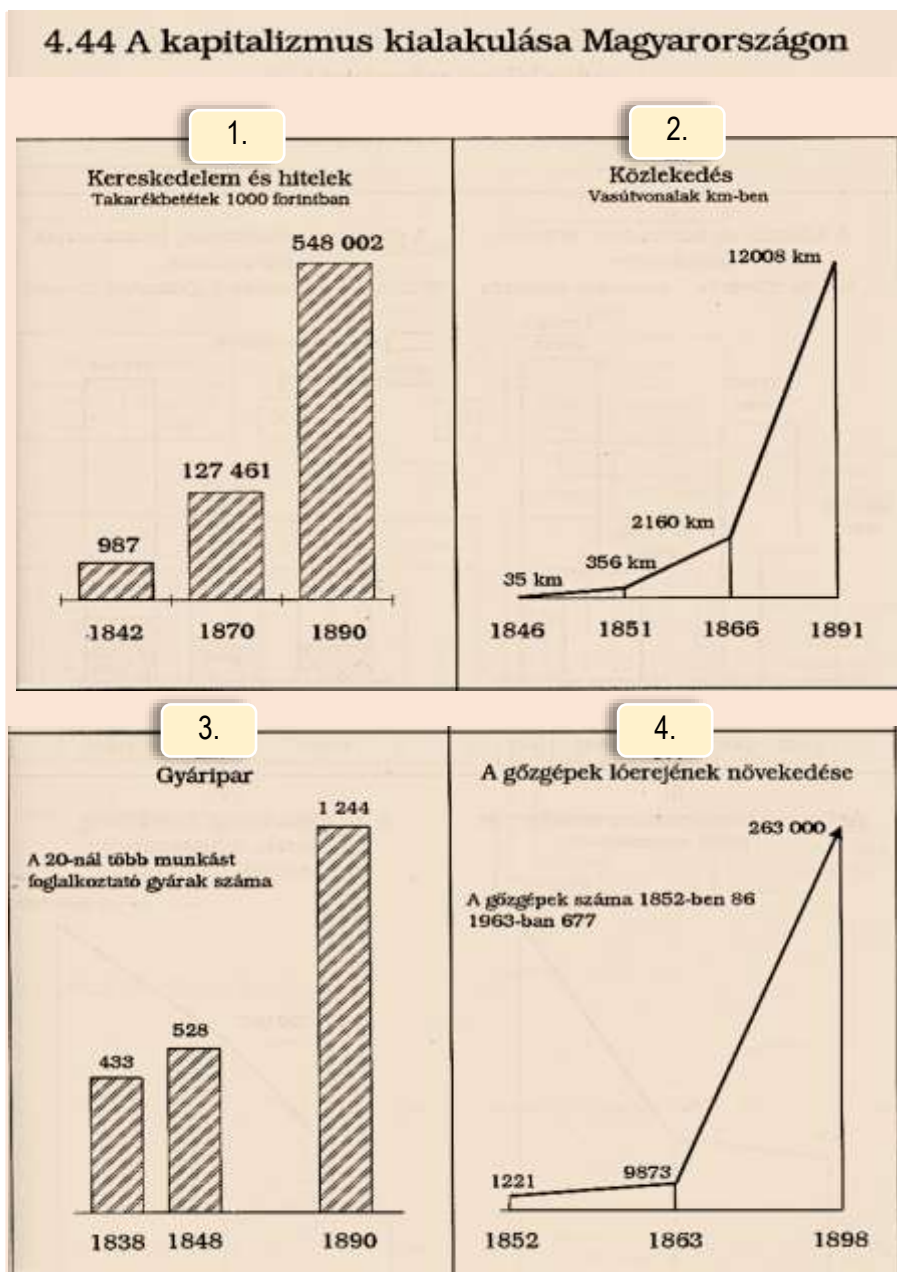 4.44 A kapitalizmus kialakulása Magyarországon
1.
Kereskedelem és hitelek
Takarékbetétek 1000 forintban
548 002
127 461
987
1842 1870 1890
2.
Közlekedés
Vasútvonalak km-ben
12008 km
2160 km
356 km
35 km
1846 1851 1866 1891
3.
Gyáripar
1 244
A 20-nál több munkást
foglalkoztató gyárak száma
528
433
1838 1848 1890
4.
A gőzgépek lóerejének növekedése
263 000
A gőzgépek száma 1852-ben 86
1963-ban 677
9873
1221
1852 1863 1898